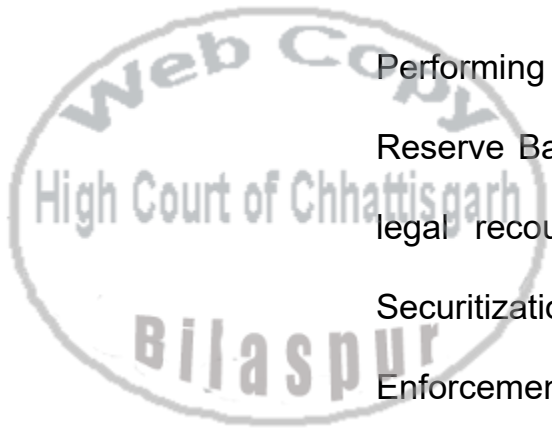 Web Copy
High Court of Chhattisgarh
Bilaspur
Performing
Reserve Ba
legal recou
Securitizatio
Enforcemen